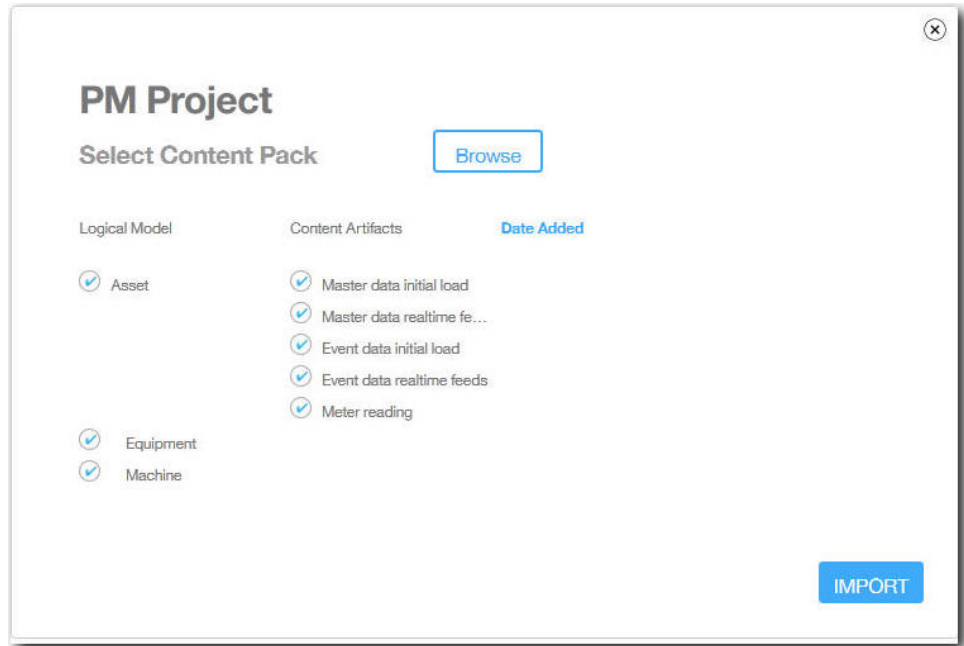 PM Project
Select Content Pack Browse
Logical Model Content Artifacts Date Added
Asset Master data initial load
Master data realtime fe...
Event data initial load
Event data realtime feeds
Meter reading
Equipment
Machine
IMPORT